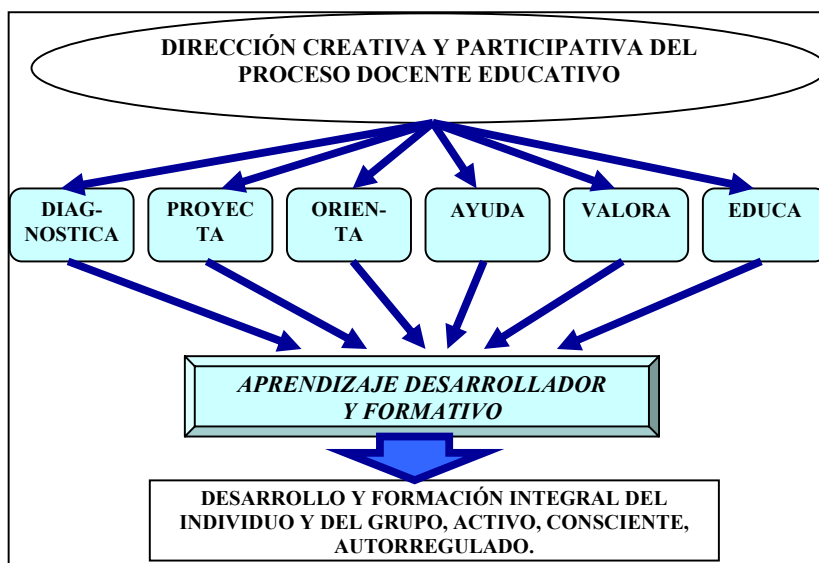 DIRECCIÓN CREATIVA Y PARTICIPATIVA DEL
PROCESO DOCENTE EDUCATIVO
DIAG-
NOSTICA
PROYEC
TA
ORIEN-
TA
AYUDA
VALORA
EDUCA
APRENDIZAJE DESARROLLADOR
Y FORMATIVO
DESARROLLO Y FORMACIÓN INTEGRAL DEL
INDIVIDUO Y DEL GRUPO, ACTIVO, CONSCIENTE,
AUTORREGULADO.